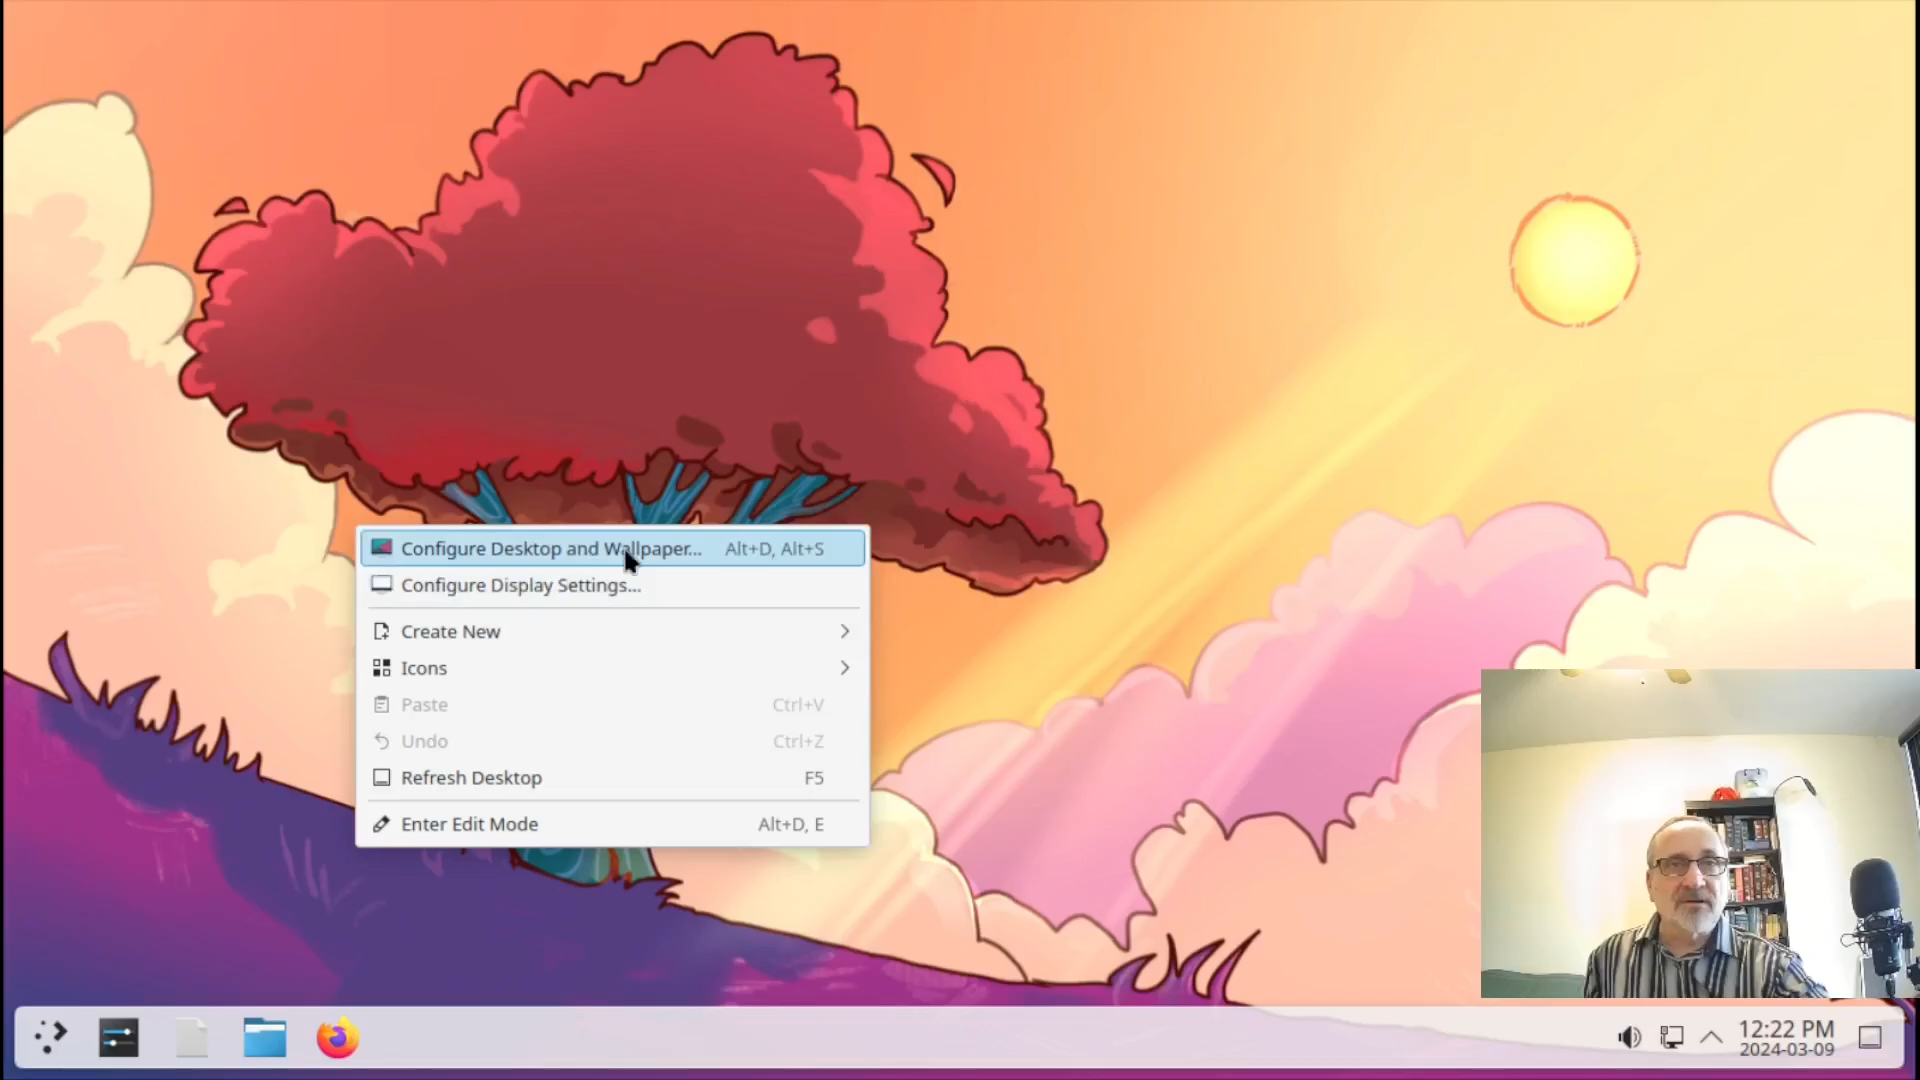 Configure Desktop and Wallpaper... Alt+D, Alt+S
Configure Display Settings...
Create New
Icons
Paste Ctrl+V
Undo Ctrl+Z
Refresh Desktop F5
Enter Edit Mode Alt+D, E
12:22 PM
2024-03-09